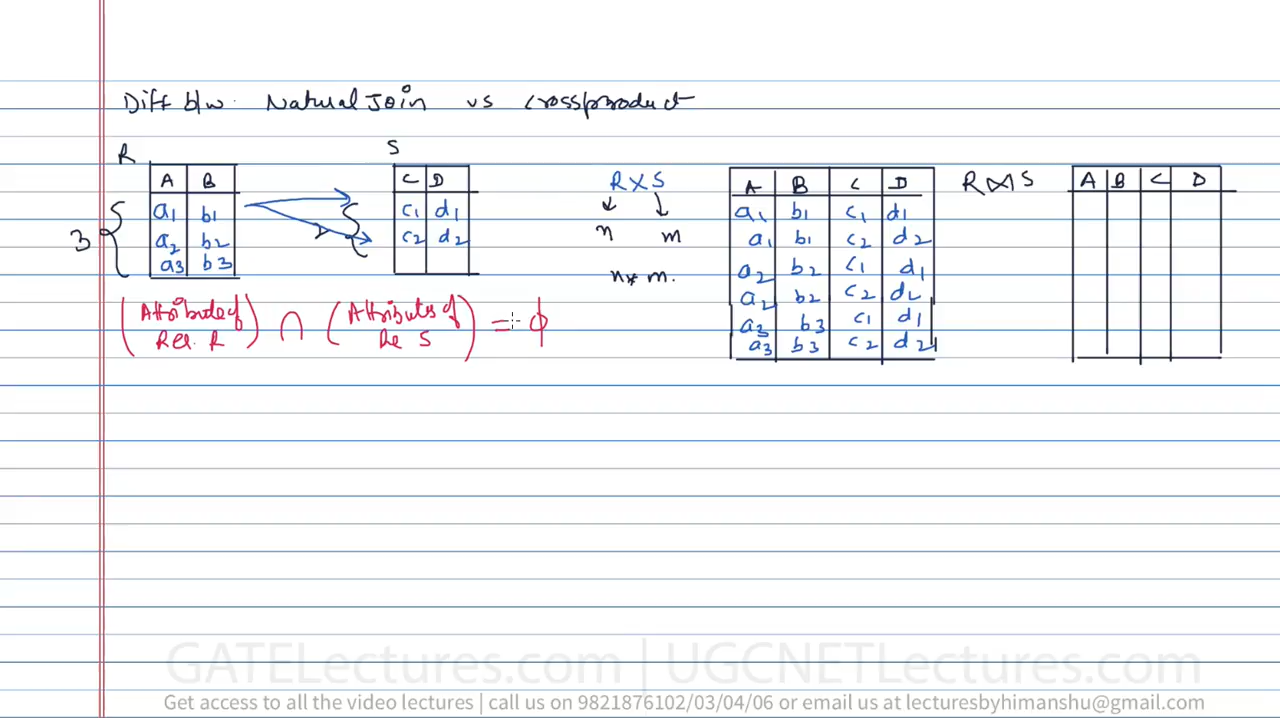 Diff b/w. Natural Join vs crossproduct
R
A B
a1 b1
a2 b2
a3 b3
3
S
C D
c1 d1
c2 d2
2
R X S
n m
n * m.
A B C D
a1 b1 c1 d1
a1 b1 c2 d2
a2 b2 c1 d1
a2 b2 c2 d2
a3 b3 c1 d1
a3 b3 c2 d2
R ⋈ S
A B C D
(Attribute of Rel. R) ∩ (Attributes of Re S) = ϕ
GATELectures.com | UGCNETLectures.com
Get access to all the video lectures | call us on 9821876102/03/04/06 or email us at lecturesbyhimanshu@gmail.com